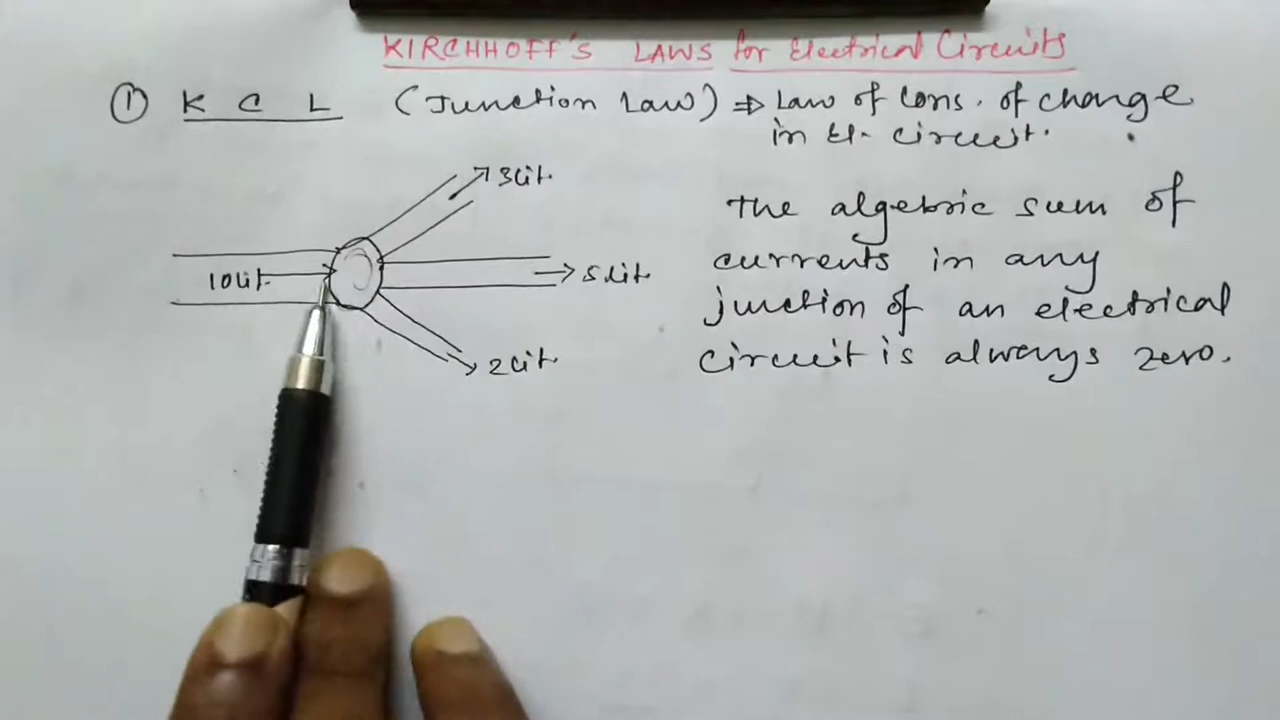 KIRCHHOFF'S LAWS for Electrical Circuits
① K C L (Junction Law) ⇒ Law of Cons. of change
in El. circuit.
3lit.
10lit.
5lit.
2lit.
The algebric sum of
currents in any
junction of an electrical
circuit is always zero.